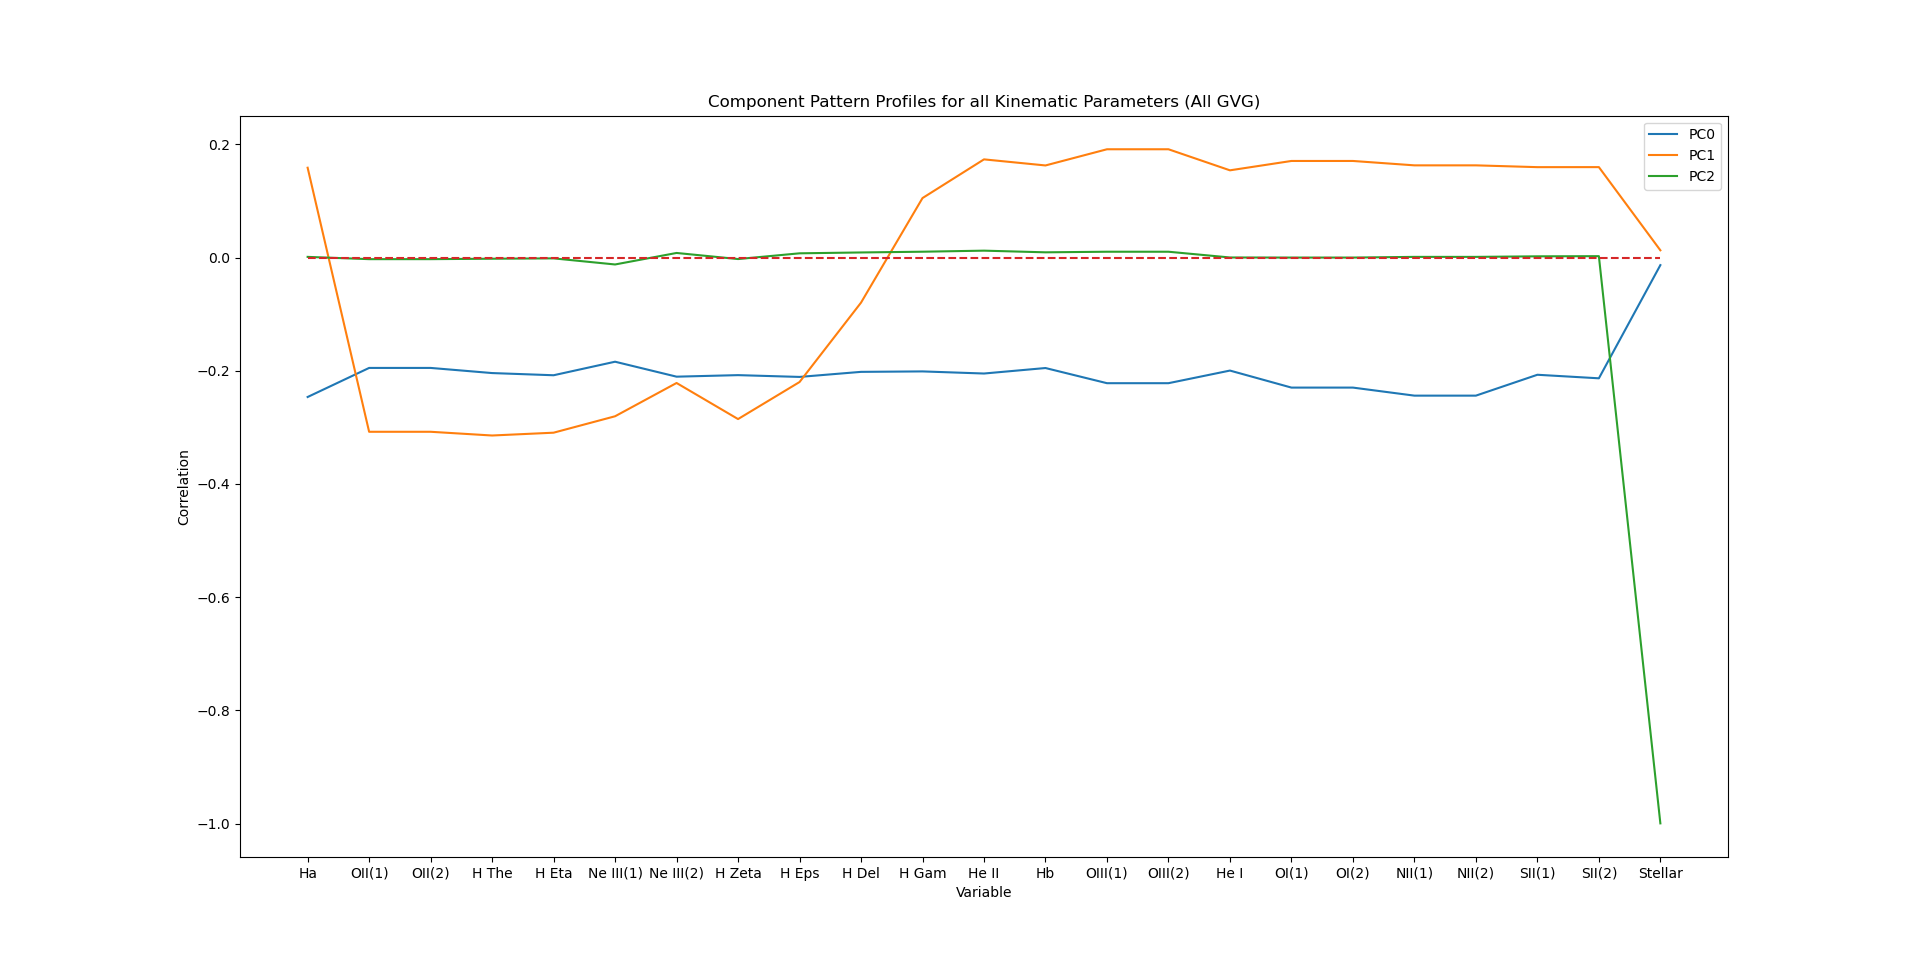 Component Pattern Profiles for all Kinematic Parameters (All GVG)
PC0
PC1
PC2
0.2
0.0
−0.2
−0.4
−0.6
−0.8
−1.0
Correlation
Ha OII(1) OII(2) H The H Eta Ne III(1) Ne III(2) H Zeta H Eps H Del H Gam He II Hb OIII(1) OIII(2) He I OI(1) OI(2) NII(1) NII(2) SII(1) SII(2) Stellar
Variable